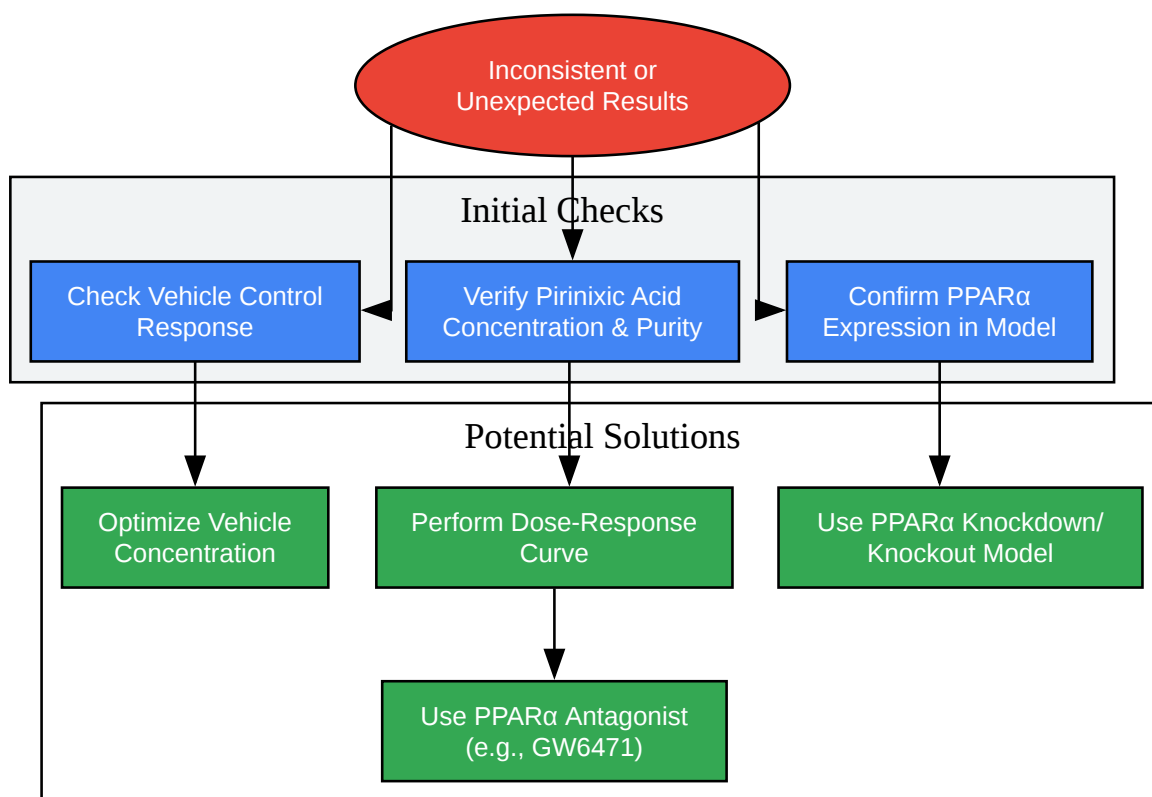 Inconsistent or
Unexpected Results
Initial Checks
Check Vehicle Control
Response
Verify Pirinixic Acid
Concentration & Purity
Confirm PPARα
Expression in Model
Potential Solutions
Optimize Vehicle
Concentration
Perform Dose-Response
Curve
Use PPARα Knockdown/
Knockout Model
Use PPARα Antagonist
(e.g., GW6471)